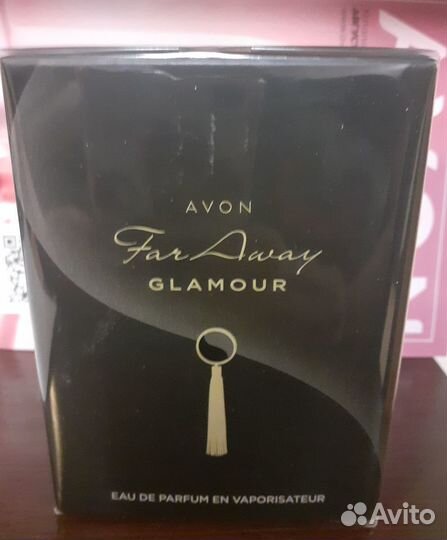 AVON
Far Away
GLAMOUR
EAU DE PARFUM EN VAPORISATEUR
Avito